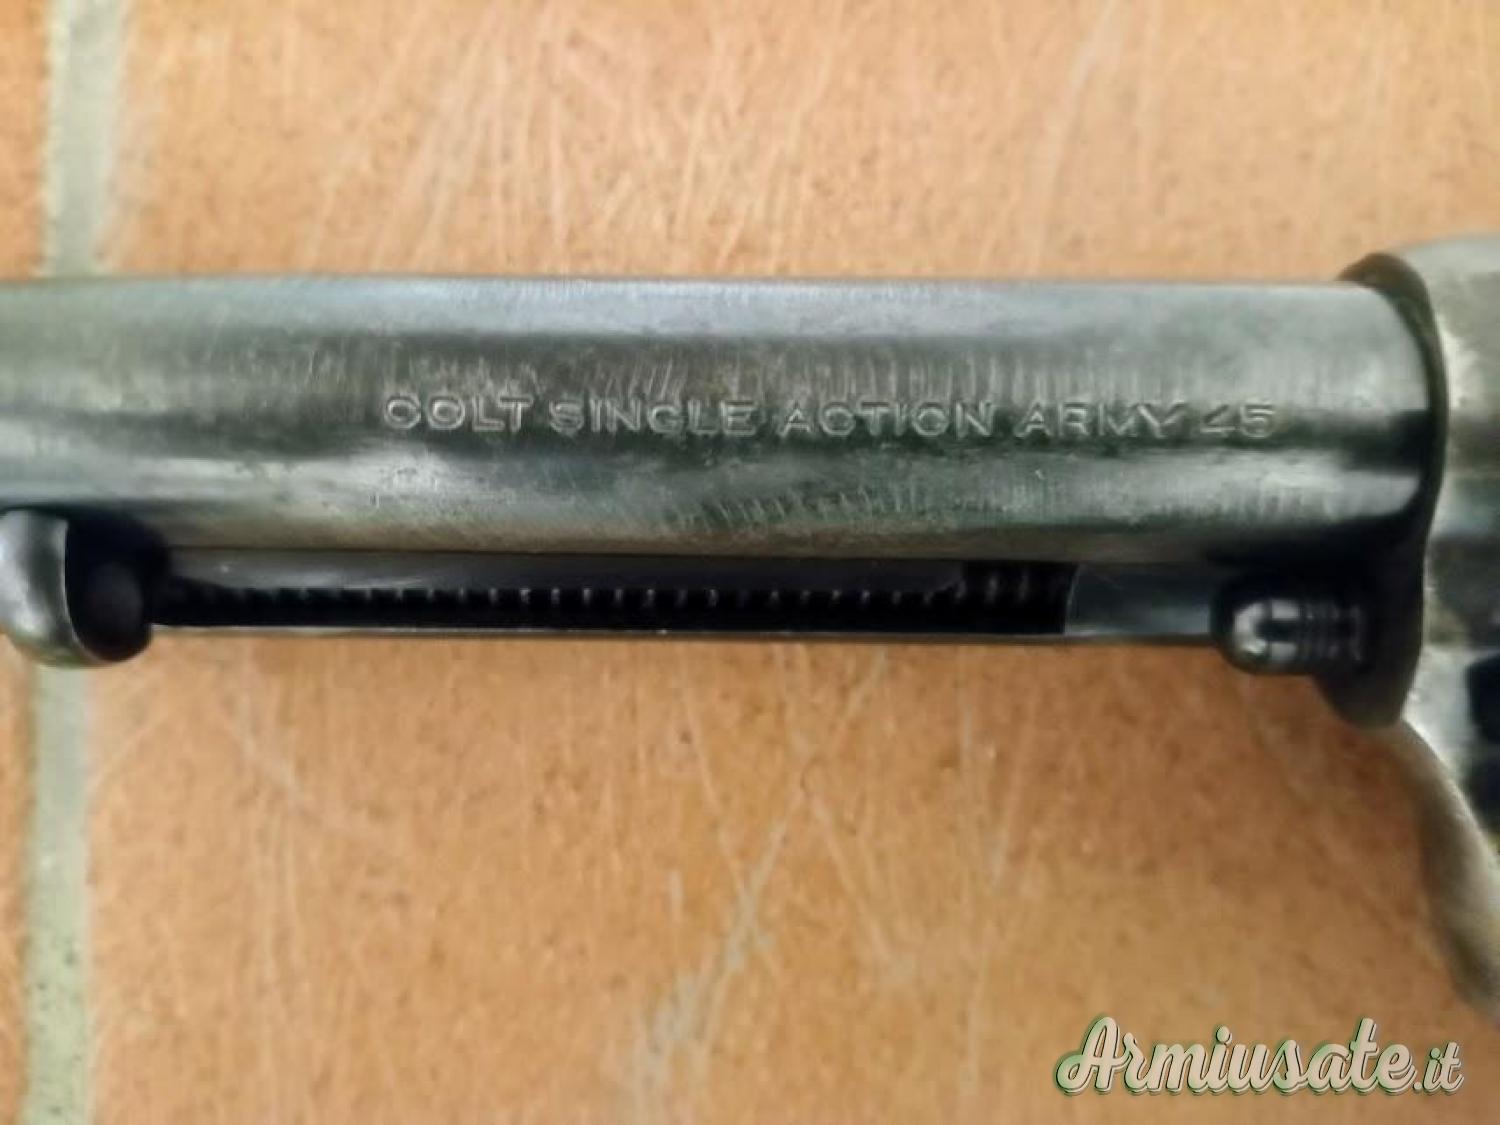 COLT SINGLE ACTION ARMY 45
Armiusate.it